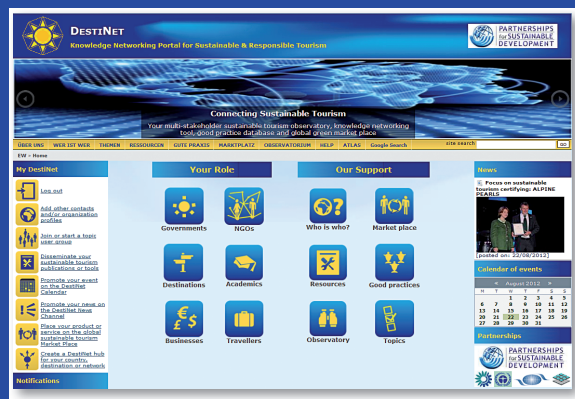 DESTINET
Knowledge Networking Portal for Sustainable & Responsible Tourism
PARTNERSHIPS
for SUSTAINABLE
DEVELOPMENT
Connecting Sustainable Tourism
Your multi-stakeholder sustainable tourism observatory, knowledge networking
tool, good practice database and global green market place
ÜBER UNS WER IST WER THEMEN RESSOURCEN GUTE PRAXIS MARKTPLATZ OBSERVATORIUM HELP ATLAS Google Search site search GO
EW » Home
My DestiNet
Log out
Add other contacts
and/or organization
profiles
Join or start a topic
user group
Disseminate your
sustainable tourism
publications or tools
Promote your event
on the DestiNet
Calendar
Promote your news on
the DestiNet News
Channel
Place your product or
service on the global
sustainable tourism
Market Place
Create a DestiNet hub
for your country,
destination or network
Notifications
Your Role
Governments NGOs
Destinations Academics
€ $
Businesses Travellers
Our Support
?
Who is who? Market place
Resources Good practices
Observatory Topics
News
Focus on sustainable
tourism certifying: ALPINE
PEARLS
[posted on: 22/08/2012]
Calendar of events
« August 2012 »
M T W T F S S
1 2 3 4 5
6 7 8 9 10 11 12
13 14 15 16 17 18 19
20 21 22 23 24 25 26
27 28 29 30 31
Partnerships
PARTNERSHIPS
for SUSTAINABLE
DEVELOPMENT